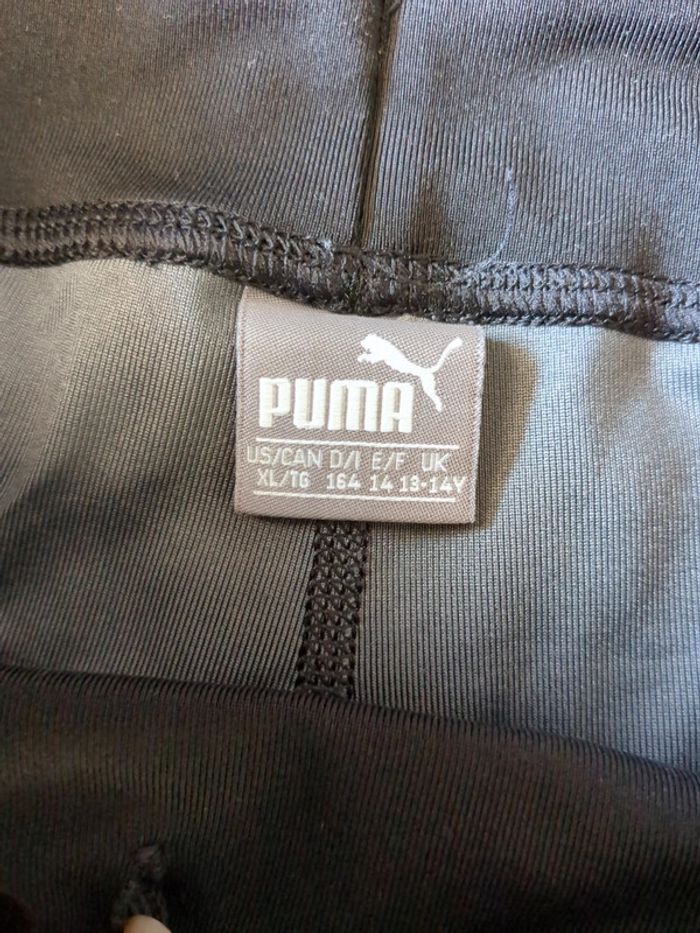 PUMA
US/CAN D/I E/F UK
XL/TG 164 14 13-14Y